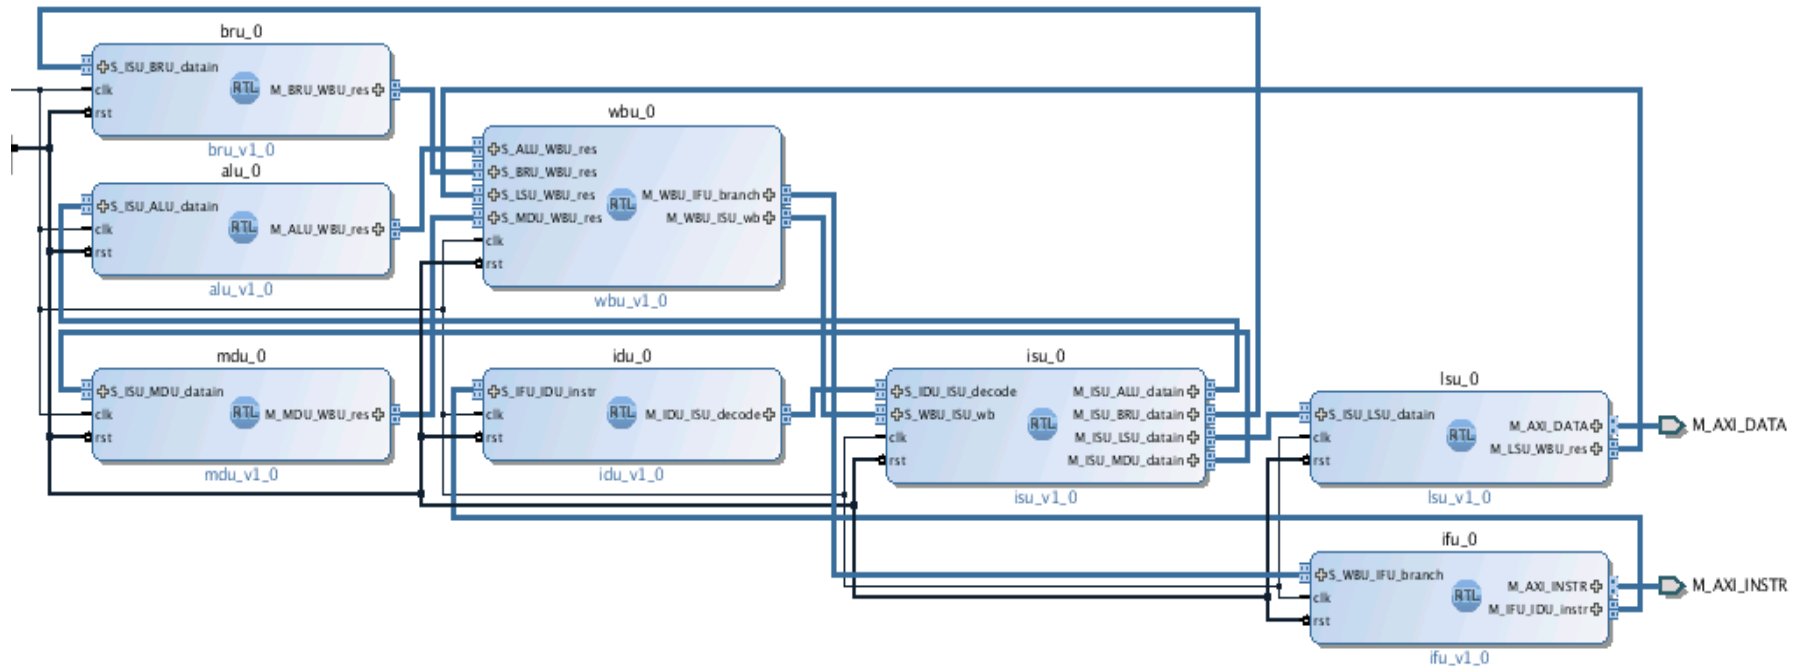 bru_0
S_ISU_BRU_datain
clk
rst
RTL
M_BRU_WBU_res
bru_v1_0
alu_0
S_ISU_ALU_datain
clk
rst
RTL
M_ALU_WBU_res
alu_v1_0
mdu_0
S_ISU_MDU_datain
clk
rst
RTL
M_MDU_WBU_res
mdu_v1_0
wbu_0
S_ALU_WBU_res
S_BRU_WBU_res
S_LSU_WBU_res
S_MDU_WBU_res
clk
rst
RTL
M_WBU_IFU_branch
M_WBU_ISU_wb
wbu_v1_0
idu_0
S_IFU_IDU_instr
clk
rst
RTL
M_IDU_ISU_decode
idu_v1_0
isu_0
S_IDU_ISU_decode
S_WBU_ISU_wb
clk
rst
RTL
M_ISU_ALU_datain
M_ISU_BRU_datain
M_ISU_LSU_datain
M_ISU_MDU_datain
isu_v1_0
lsu_0
S_ISU_LSU_datain
clk
rst
RTL
M_AXI_DATA
M_LSU_WBU_res
lsu_v1_0
M_AXI_DATA
ifu_0
S_WBU_IFU_branch
clk
rst
RTL
M_AXI_INSTR
M_IFU_IDU_instr
ifu_v1_0
M_AXI_INSTR